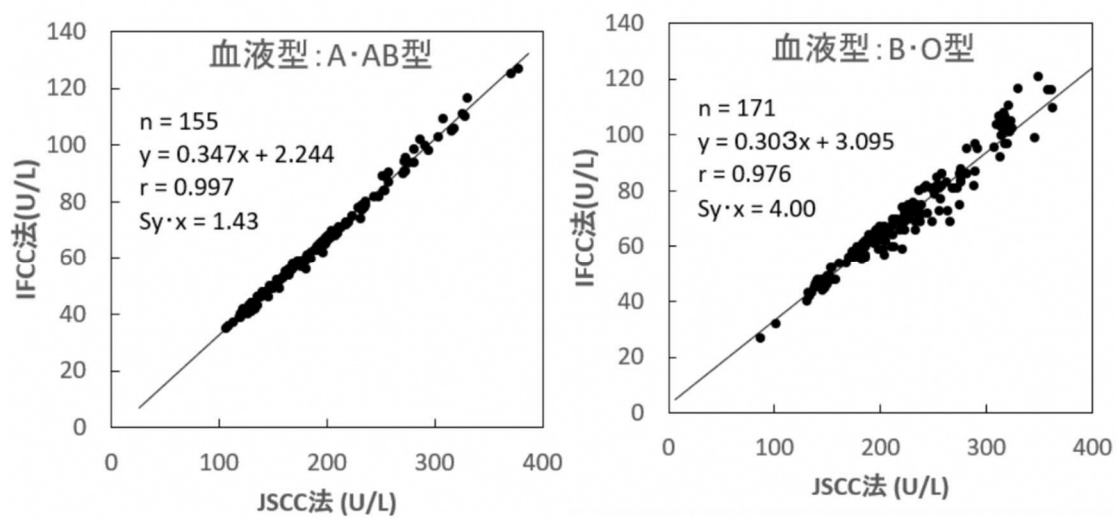 血液型:A・AB型
n = 155
y = 0.347x + 2.244
r = 0.997
Sy・x = 1.43
IFCC法(U/L)
140
120
100
80
60
40
20
0
0 100 200 300 400
JSCC法 (U/L)
血液型:B・O型
n = 171
y = 0.303x + 3.095
r = 0.976
Sy・x = 4.00
IFCC法(U/L)
140
120
100
80
60
40
20
0
0 100 200 300 400
JSCC法 (U/L)